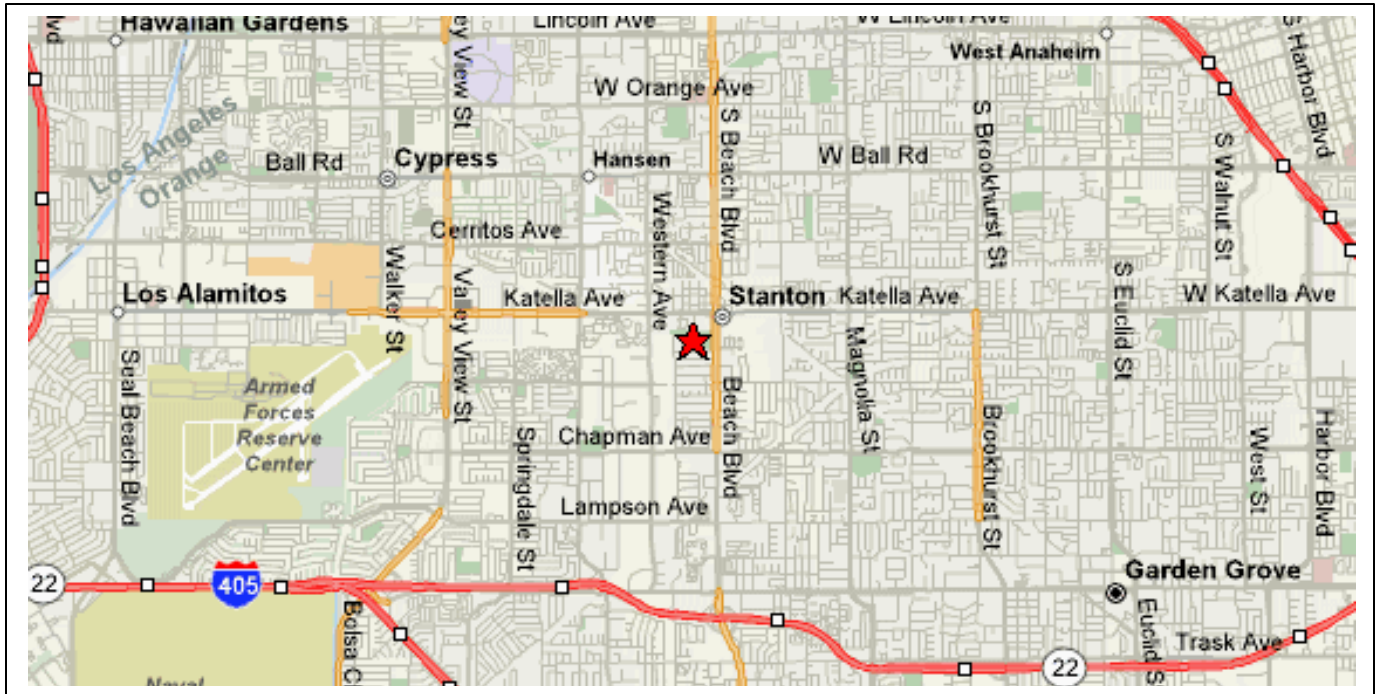 Hawaiian Gardens
Lincoln Ave
W Lincoln Ave
S Harbor Blvd
Blvd
ey View St
West Anaheim
W Orange Ave
Los Angeles
Orange
Ball Rd
Cypress
Hansen
S Beach Blvd
W Ball Rd
S Brookhurst St
S Walnut St
Western Ave
Cerritos Ave
Walker St
Valley View St
Los Alamitos
Katella Ave
Stanton
Katella Ave
S Euclid St
W Katella Ave
Seal Beach Blvd
Armed
Forces
Reserve
Center
Magnolia St
Springdale St
Chapman Ave
Beach Blvd
Brookhurst St
West St
Harbor Blvd
Lampson Ave
22
405
Garden Grove
Bolsa C
Euclid S
Trask Ave
22